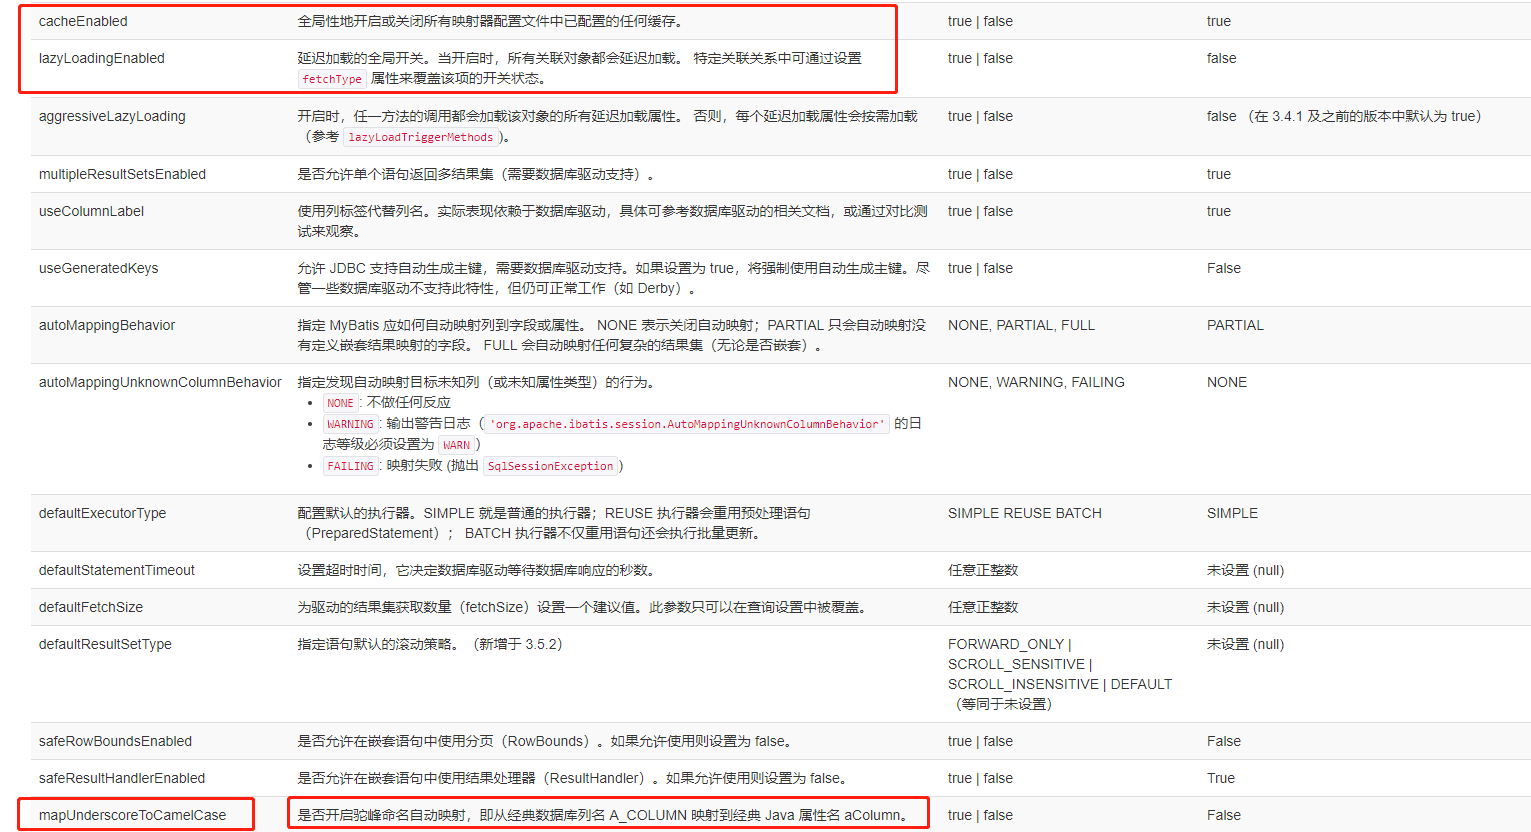 cacheEnabled 全局性地开启或关闭所有映射器配置文件中已配置的任何缓存。 true | false true
lazyLoadingEnabled 延迟加载的全局开关。当开启时，所有关联对象都会延迟加载。 特定关联关系中可通过设置 true | false false
fetchType 属性来覆盖该项的开关状态。
aggressiveLazyLoading 开启时，任一方法的调用都会加载该对象的所有延迟加载属性。 否则，每个延迟加载属性会按需加载 true | false false （在 3.4.1 及之前的版本中默认为 true）
（参考 lazyLoadTriggerMethods)。
multipleResultSetsEnabled 是否允许单个语句返回多结果集（需要数据库驱动支持）。 true | false true
useColumnLabel 使用列标签代替列名。实际表现依赖于数据库驱动，具体可参考数据库驱动的相关文档，或通过对比测 true | false true
试来观察。
useGeneratedKeys 允许 JDBC 支持自动生成主键，需要数据库驱动支持。如果设置为 true，将强制使用自动生成主键。尽 true | false False
管一些数据库驱动不支持此特性，但仍可正常工作（如 Derby）。
autoMappingBehavior 指定 MyBatis 应如何自动映射列到字段或属性。 NONE 表示关闭自动映射；PARTIAL 只会自动映射没 NONE, PARTIAL, FULL PARTIAL
有定义嵌套结果映射的字段。 FULL 会自动映射任何复杂的结果集（无论是否嵌套）。
autoMappingUnknownColumnBehavior 指定发现自动映射目标未知列（或未知属性类型）的行为。 NONE, WARNING, FAILING NONE
• NONE: 不做任何反应
• WARNING: 输出警告日志（'org.apache.ibatis.session.AutoMappingUnknownColumnBehavior' 的日
志等级必须设置为 WARN）
• FAILING: 映射失败 (抛出 SqlSessionException)
defaultExecutorType 配置默认的执行器。SIMPLE 就是普通的执行器；REUSE 执行器会重用预处理语句 SIMPLE REUSE BATCH SIMPLE
（PreparedStatement）； BATCH 执行器不仅重用语句还会执行批量更新。
defaultStatementTimeout 设置超时时间，它决定数据库驱动等待数据库响应的秒数。 任意正整数 未设置 (null)
defaultFetchSize 为驱动的结果集获取数量（fetchSize）设置一个建议值。此参数只可以在查询设置中被覆盖。 任意正整数 未设置 (null)
defaultResultSetType 指定语句默认的滚动策略。（新增于 3.5.2） FORWARD_ONLY | 未设置 (null)
SCROLL_SENSITIVE |
SCROLL_INSENSITIVE | DEFAULT
（等同于未设置）
safeRowBoundsEnabled 是否允许在嵌套语句中使用分页（RowBounds）。如果允许使用则设置为 false。 true | false False
safeResultHandlerEnabled 是否允许在嵌套语句中使用结果处理器（ResultHandler）。如果允许使用则设置为 false。 true | false True
mapUnderscoreToCamelCase 是否开启驼峰命名自动映射，即从经典数据库列名 A_COLUMN 映射到经典 Java 属性名 aColumn。 true | false False